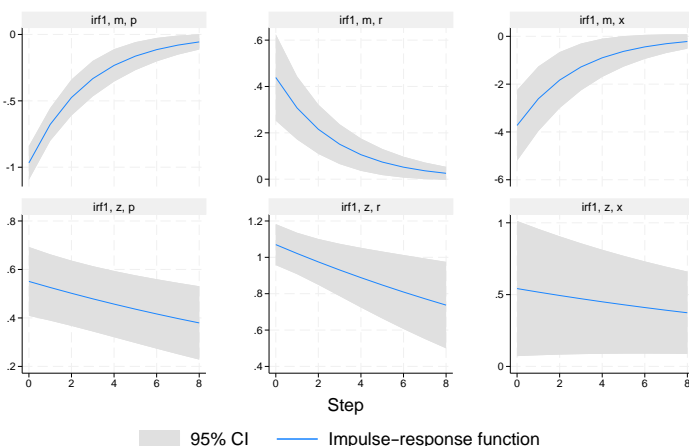 irf1, m, p
irf1, m, r
irf1, m, x
0
-.5
-1
.6
.4
.2
0
0
-2
-4
-6
irf1, z, p
irf1, z, r
irf1, z, x
.8
.6
.4
.2
1.2
1
.8
.6
.4
1
.5
0
0 2 4 6 8
0 2 4 6 8
0 2 4 6 8
Step
95% CI
Impulse-response function